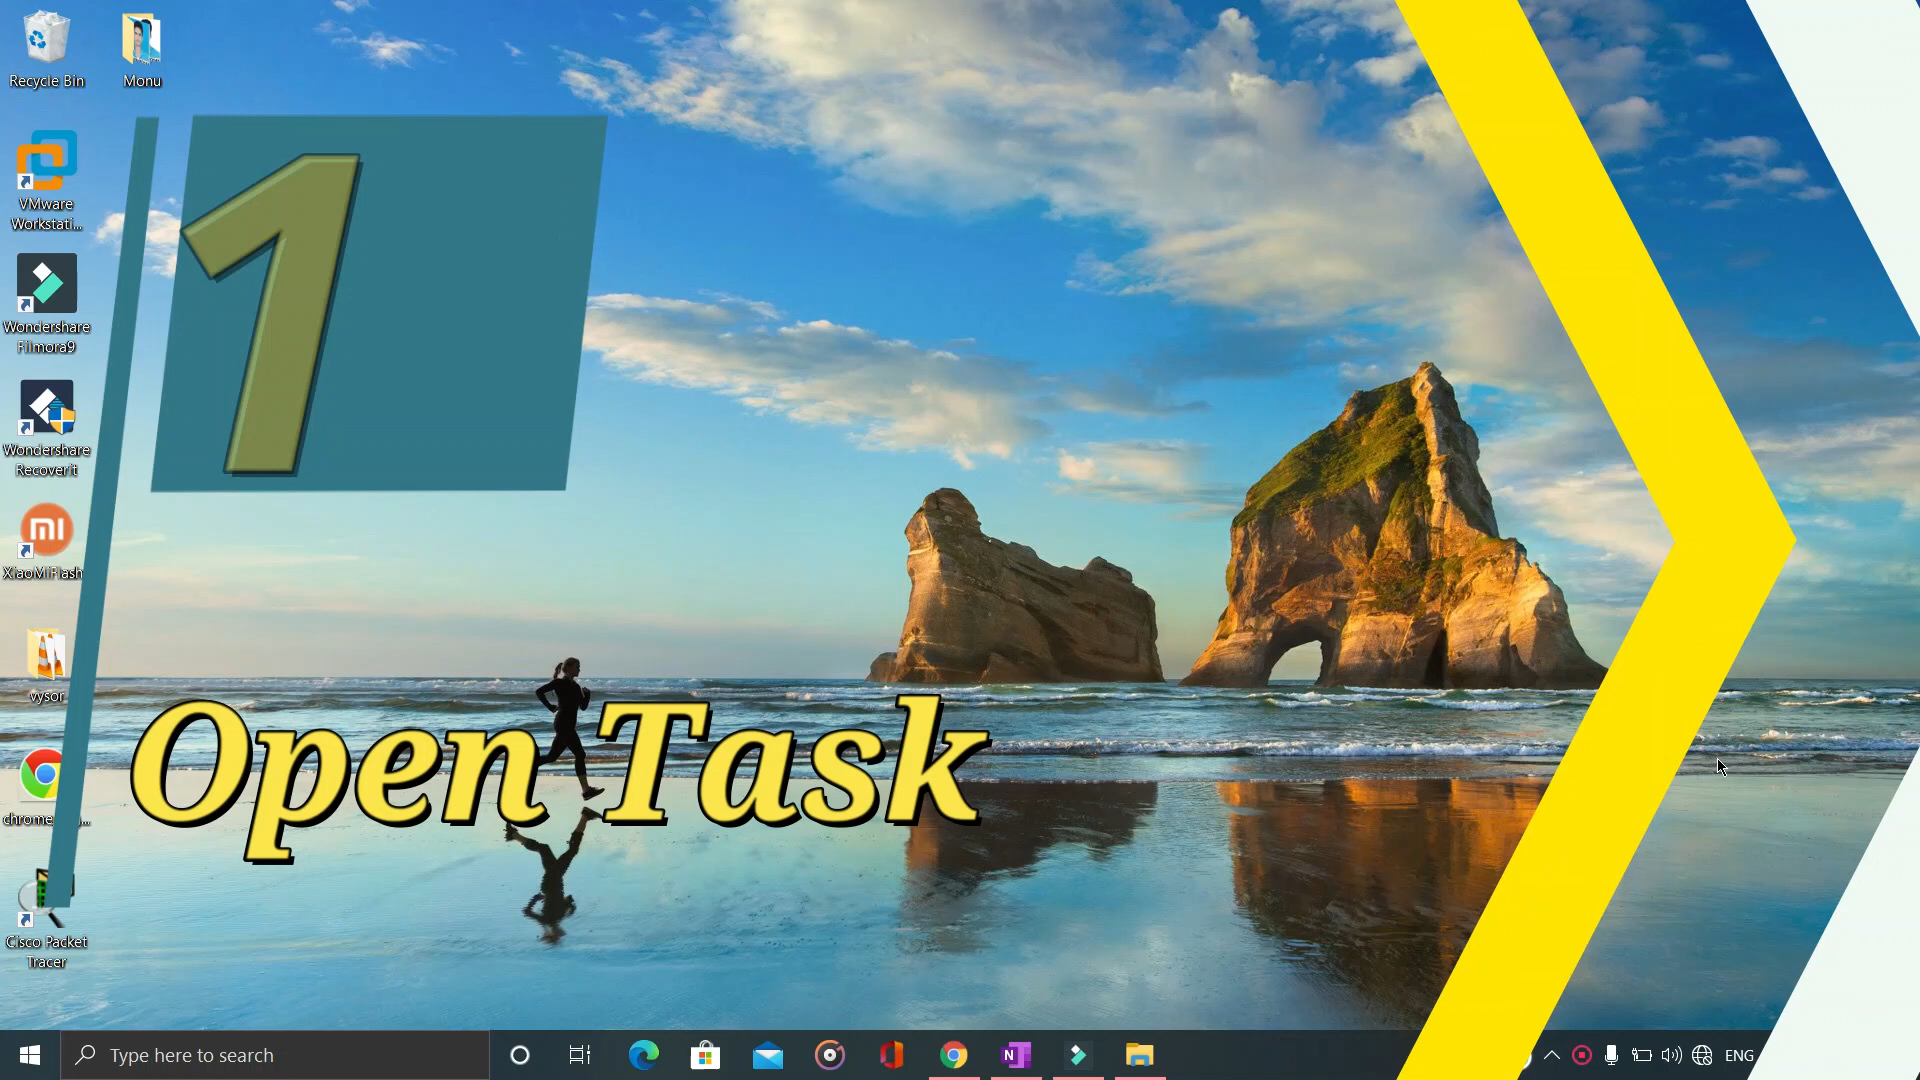 Recycle Bin
Monu
VMware
Workstati...
Wondershare
Filmora9
Wondershare
Recoverit
XiaoMiFlash
vysor
Cisco Packet
Tracer
1
Open Task
Type here to search
ENG